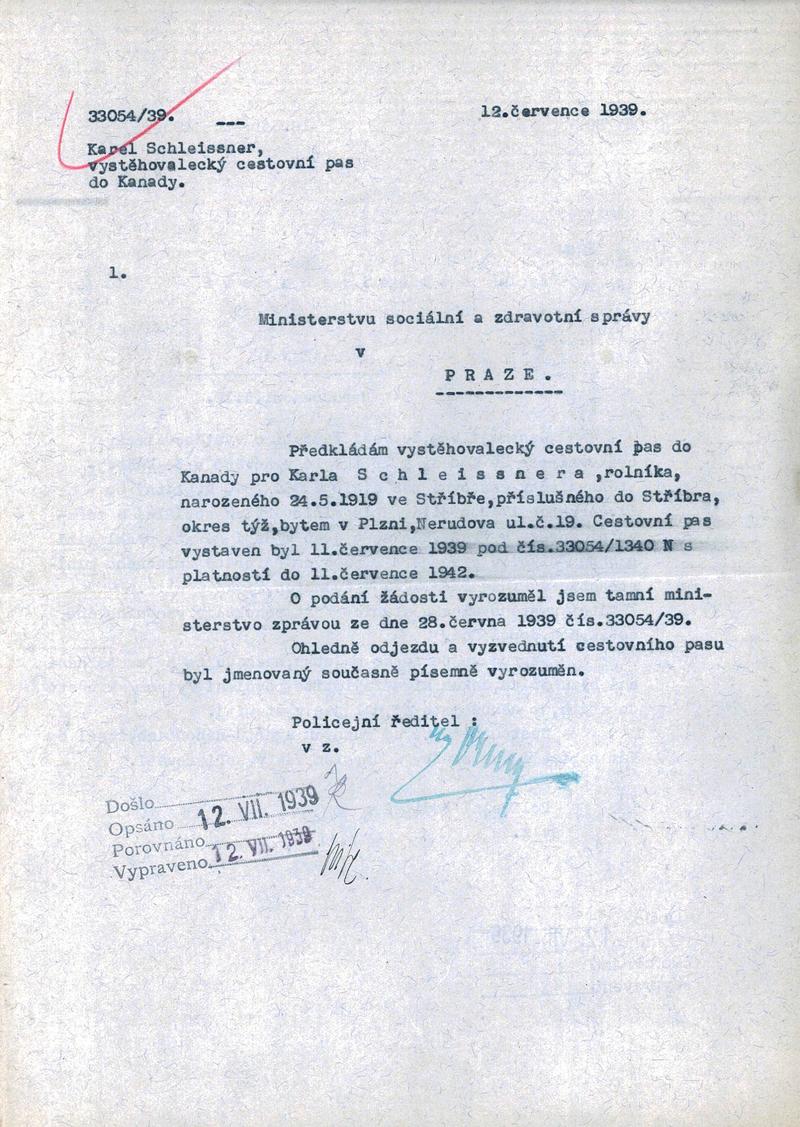 33054/39.
12.července 1939.
Karel Schleissner,
vystěhovalecký cestovní pas
do Kanady.
1.
Ministerstvu sociální a zdravotní správy
v
P R A Z E .
Předkládám vystěhovalecký cestovní pas do
Kanady pro Karla S c h l e i s s n e r a ,rolníka,
narozeného 24.5.1919 ve Stříbře,příslušného do Stříbra,
okres týž,bytem v Plzni,Nerudova ul.č.19. Cestovní pas
vystaven byl 11.července 1939 pod čís.33054/1340 N s
platností do 11.července 1942.
O podání žádosti vyrozuměl jsem tamní mini-
sterstvo zprávou ze dne 28.června 1939 čís.33054/39.
Ohledně odjezdu a vyzvednutí cestovního pasu
byl jmenovaný současně písemně vyrozuměn.
Policejní ředitel :
v z.
Došlo
Opsáno 12. VII. 1939
Porovnáno
Vypraveno 12. VII. 1939